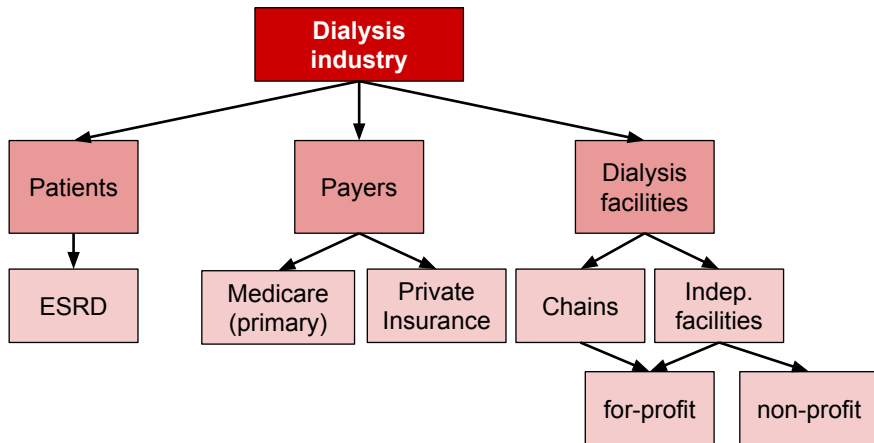 Dialysis
industry
Patients
Payers
Dialysis
facilities
ESRD
Medicare
(primary)
Private
Insurance
Chains
Indep.
facilities
for-profit
non-profit